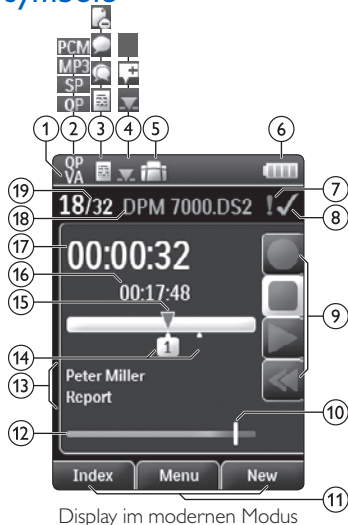 PCM
MP3
SP
QP
1 2 3 4 5 6
QP
VA
19
18/32 DPM 7000.DS2 !✓
7
18
8
17
00:00:32
16
00:17:48
15
9
14
1
13
Peter Miller
Report
10
12
Index Menu New
11
Display im modernen Modus